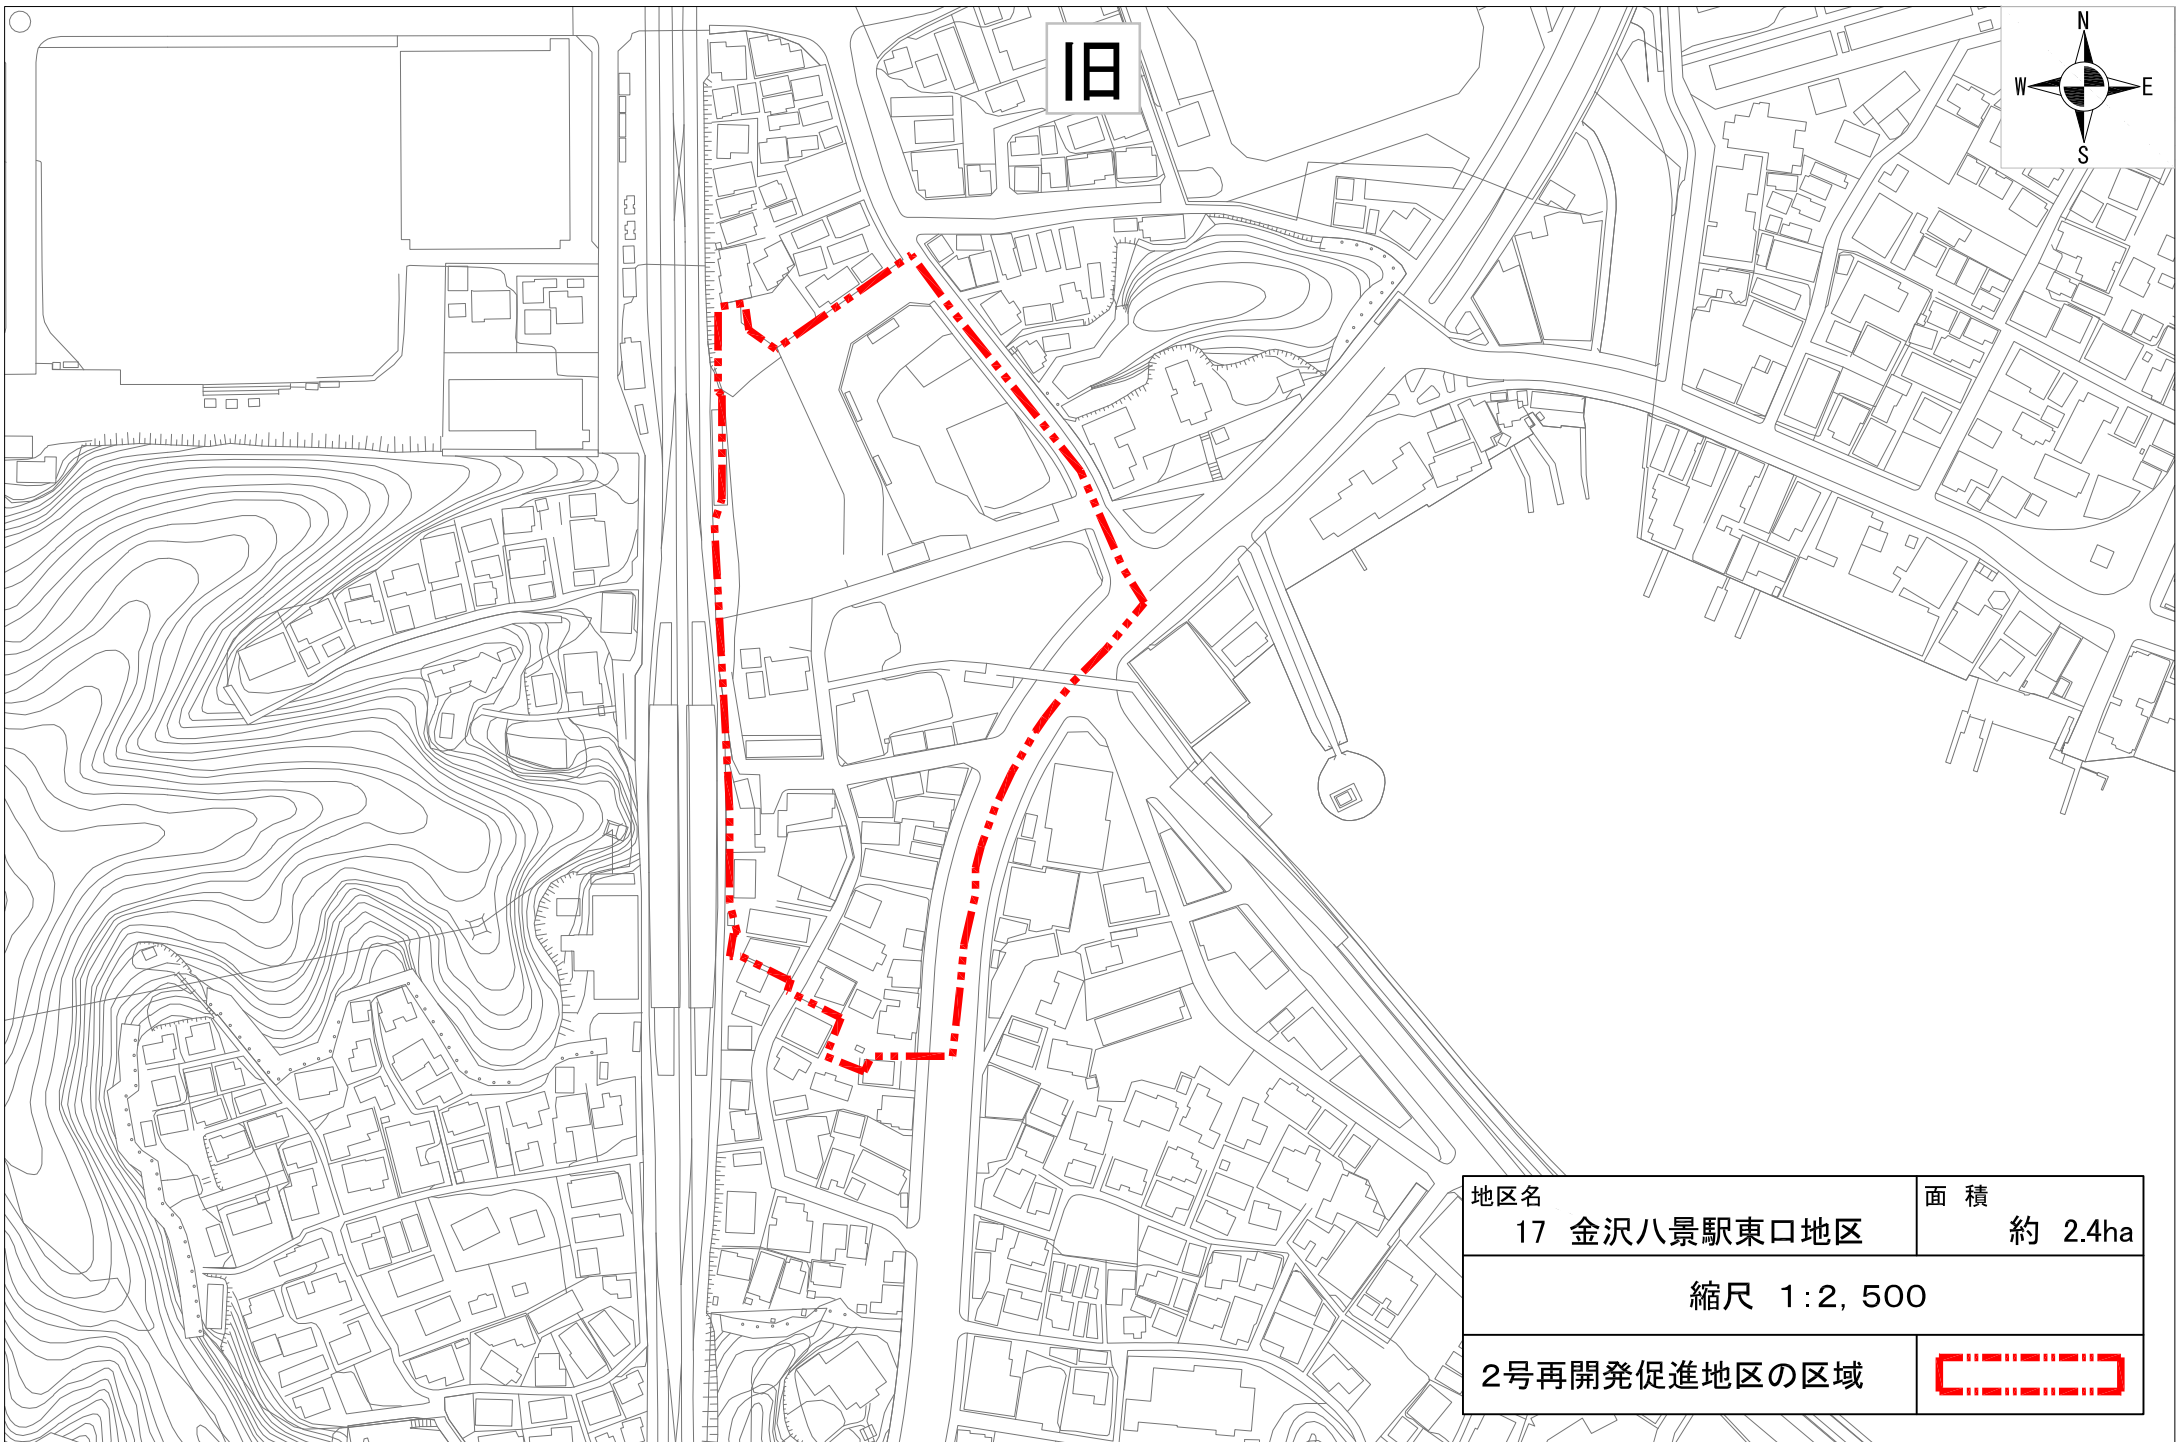 旧
N
W E
S
地区名
17 金沢八景駅東口地区
面 積
約 2.4ha
縮尺 1:2,500
2号再開発促進地区の区域